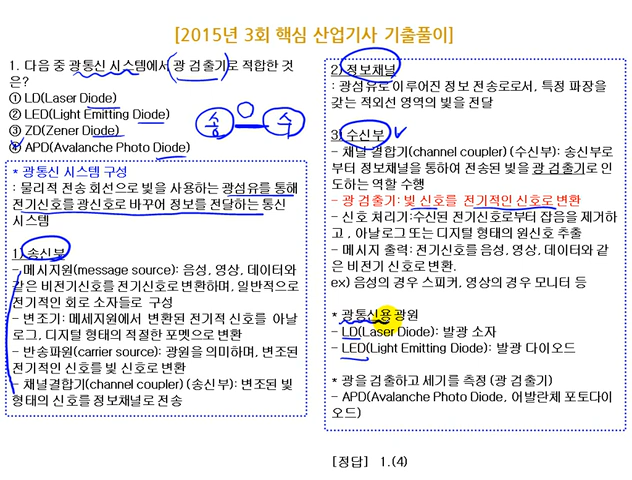 [2015년 3회 핵심 산업기사 기출풀이]
1. 다음 중 광통신 시스템에서 광 검출기로 적합한 것
은?
① LD(Laser Diode)
② LED(Light Emitting Diode)
③ ZD(Zener Diode)
④ APD(Avalanche Photo Diode)
송 수
* 광통신 시스템 구성
: 물리적 전송 회선으로 빛을 사용하는 광섬유를 통해
전기신호를 광신호로 바꾸어 정보를 전달하는 통신
시스템
1) 송신부
- 메시지원(message source): 음성, 영상, 데이터와
같은 비전기신호를 전기신호로 변환하며, 일반적으로
전기적인 회로 소자들로 구성
- 변조기: 메세지원에서 변환된 전기적 신호를 아날
로그, 디지털 형태의 적절한 포멧으로 변환
- 반송파원(carrier source): 광원을 의미하며, 변조된
전기적인 신호를 빛 신호로 변환
- 채널결합기(channel coupler) (송신부): 변조된 빛
형태의 신호를 정보채널로 전송
2) 정보채널
: 광섬유로 이루어진 정보 전송로로서, 특정 파장을
갖는 적외선 영역의 빛을 전달
3) 수신부
- 채널 결합기(channel coupler) (수신부): 송신부로
부터 정보채널을 통하여 전송된 빛을 광 검출기로 인
도하는 역할 수행
- 광 검출기: 빛 신호를 전기적인 신호로 변환
- 신호 처리기: 수신된 전기신호로부터 잡음을 제거하
고, 아날로그 또는 디지털 형태의 원신호 추출
- 메시지 출력: 전기신호를 음성, 영상, 데이터와 같
은 비전기 신호로 변환.
ex) 음성의 경우 스피커, 영상의 경우 모니터 등
* 광통신용 광원
- LD(Laser Diode): 발광 소자
- LED(Light Emitting Diode): 발광 다이오드
* 광을 검출하고 세기를 측정 (광 검출기)
- APD(Avalanche Photo Diode, 어발란체 포토다이
오드)
[정답] 1.(4)